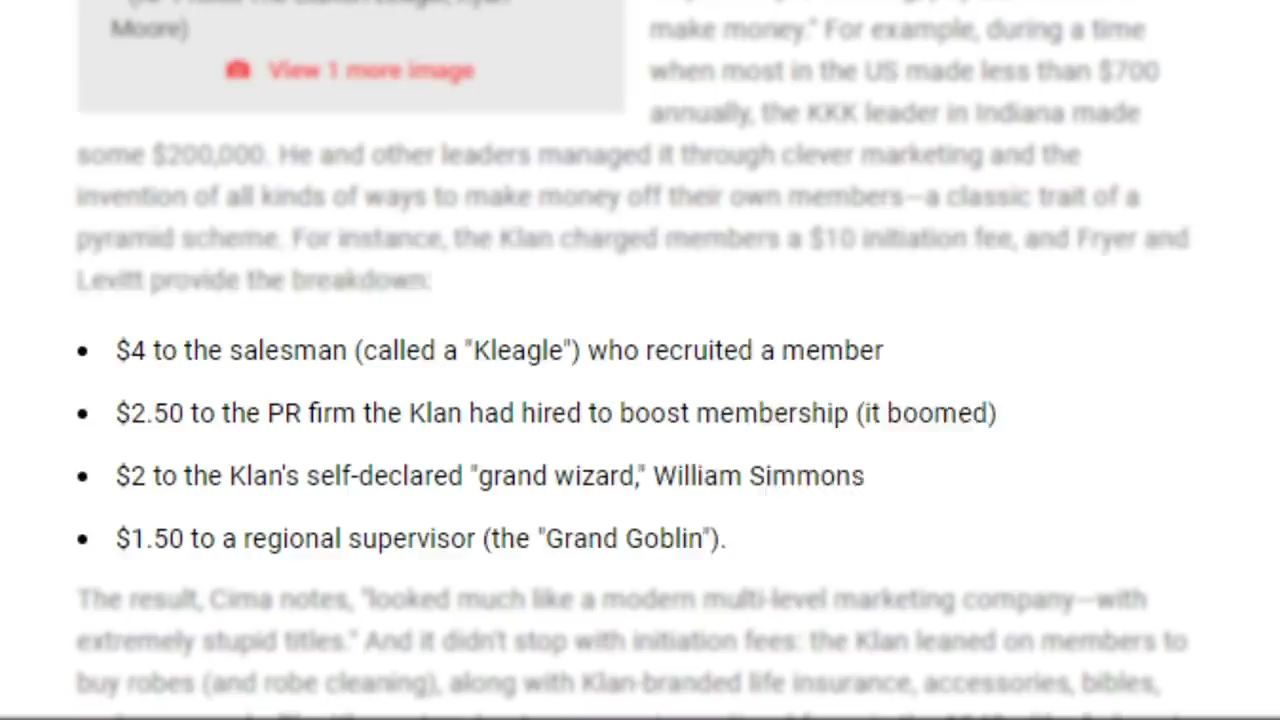 Moore)
View 1 more image
make money." For example, during a time
when most in the US made less than $700
annually, the KKK leader in Indiana made
some $200,000. He and other leaders managed it through clever marketing and the
invention of all kinds of ways to make money off their own members—a classic trait of a
pyramid scheme. For instance, the Klan charged members a $10 initiation fee, and Fryer and
Levitt provide the breakdown:
• $4 to the salesman (called a "Kleagle") who recruited a member
• $2.50 to the PR firm the Klan had hired to boost membership (it boomed)
• $2 to the Klan's self-declared "grand wizard," William Simmons
• $1.50 to a regional supervisor (the "Grand Goblin").
The result, Cima notes, "looked much like a modern multi-level marketing company—with
extremely stupid titles." And it didn't stop with initiation fees: the Klan leaned on members to
buy robes (and robe cleaning), along with Klan-branded life insurance, accessories, bibles,